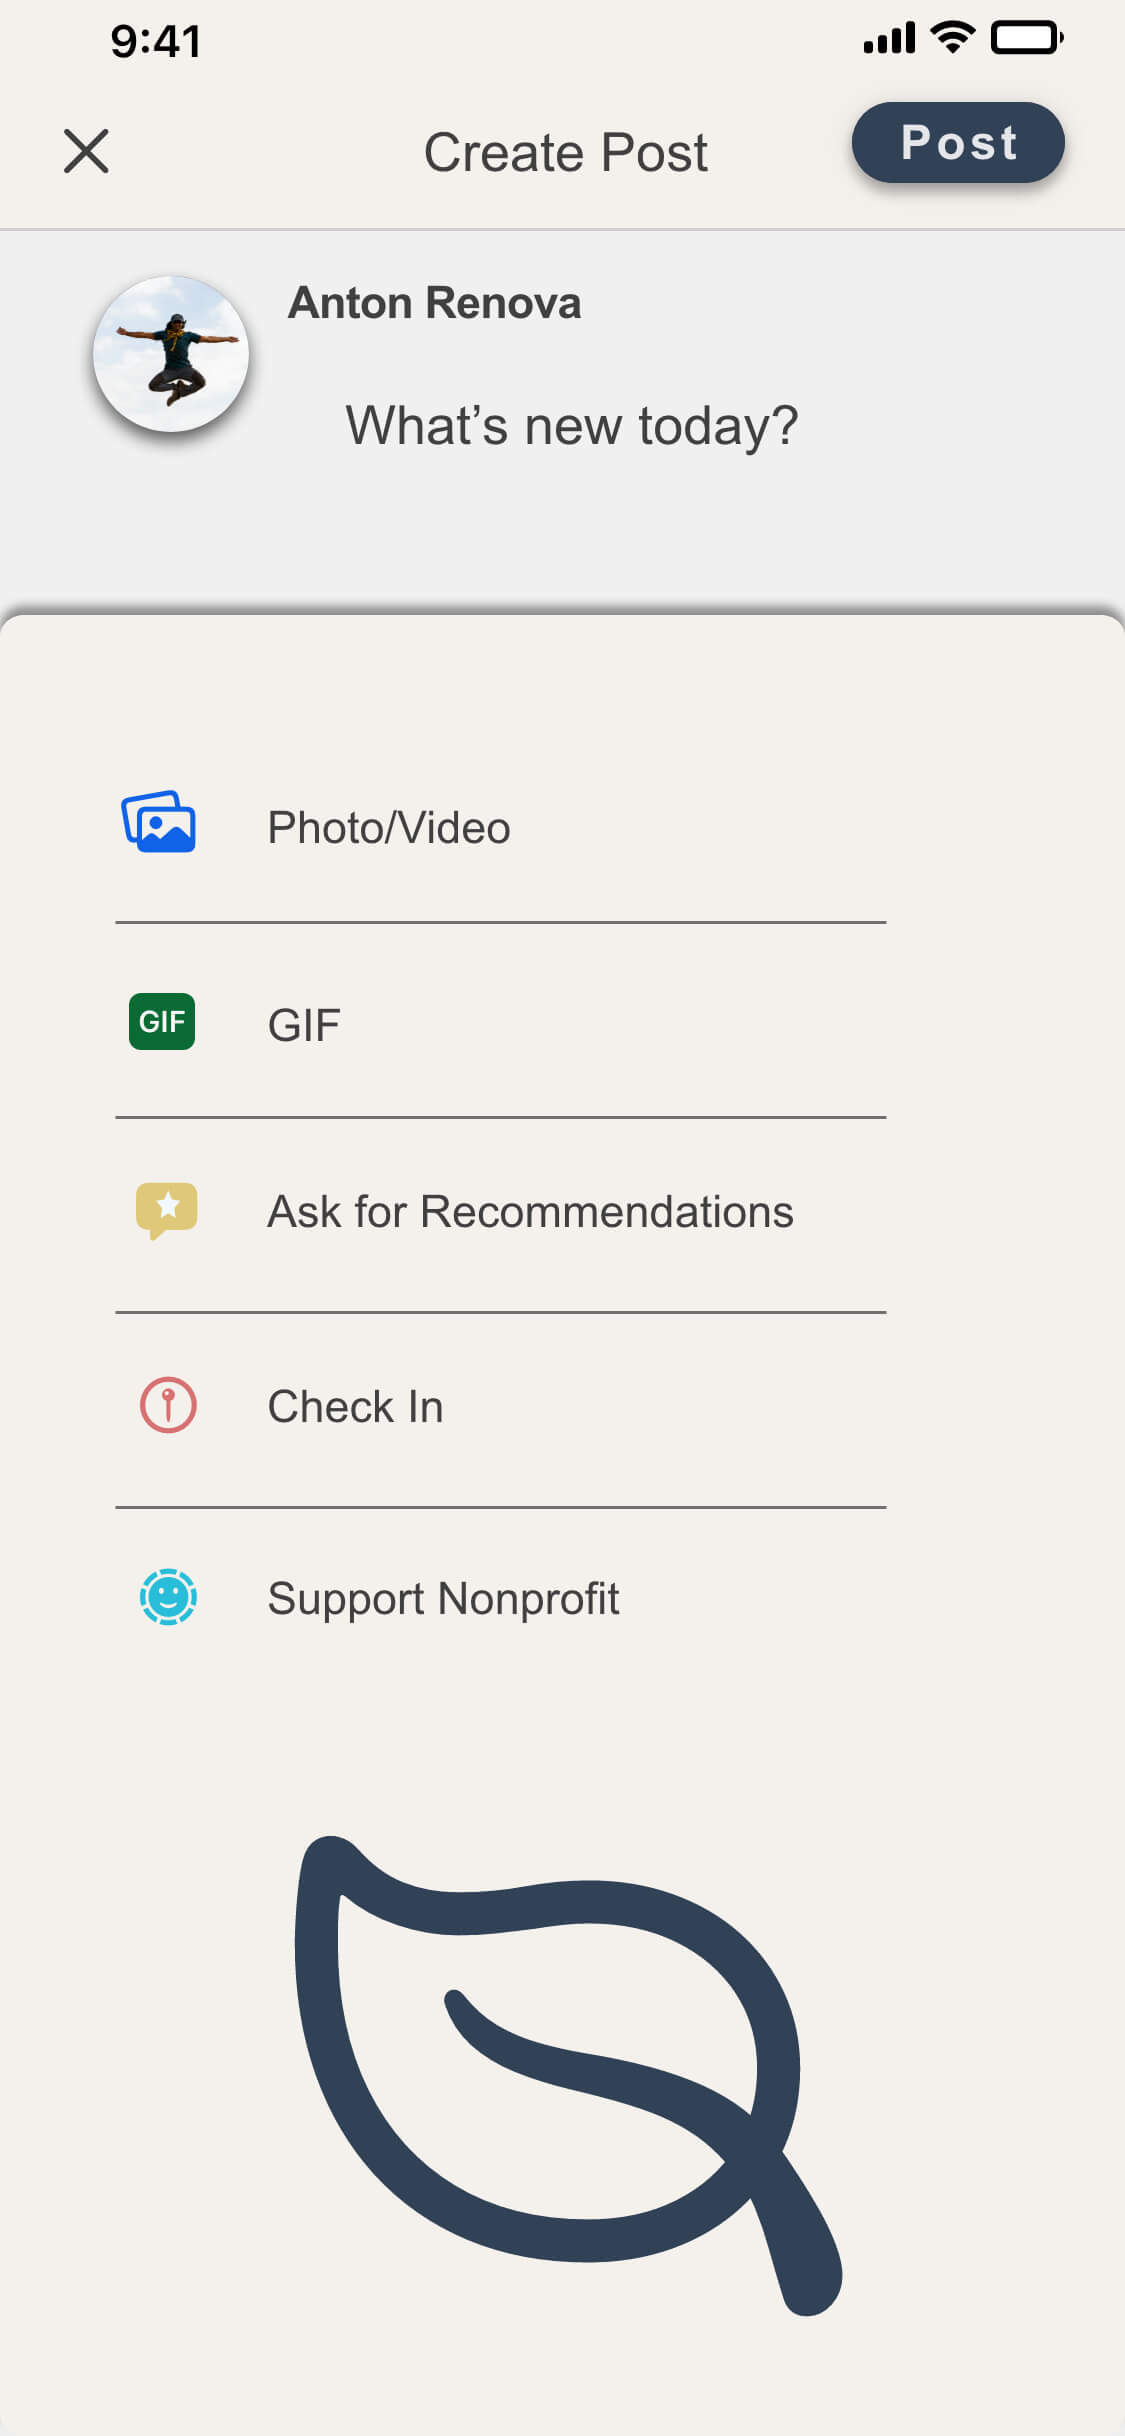 9:41
Create Post
Post
Anton Renova
What’s new today?
Photo/Video
GIF
GIF
Ask for Recommendations
Check In
Support Nonprofit